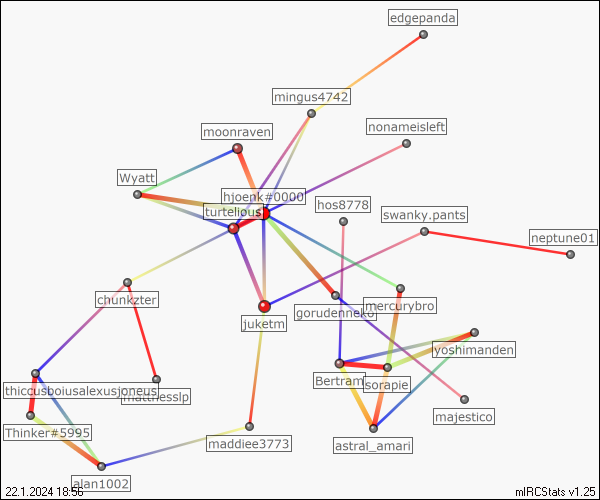 edgepanda
mingus4742
nonameisleft
moonraven
Wyatt
hjoenk#0000
hos8778
turtelious
swanky.pants
neptune01
chunkzter
gorudenneko
mercurybro
juketm
yoshimanden
Bertram
sorapie
thiccusboiusalexusjoneus
majestico
Thinker#5995
maddiee3773
astral_amari
alan1002
22.1.2024 18:56
mIRCStats v1.25